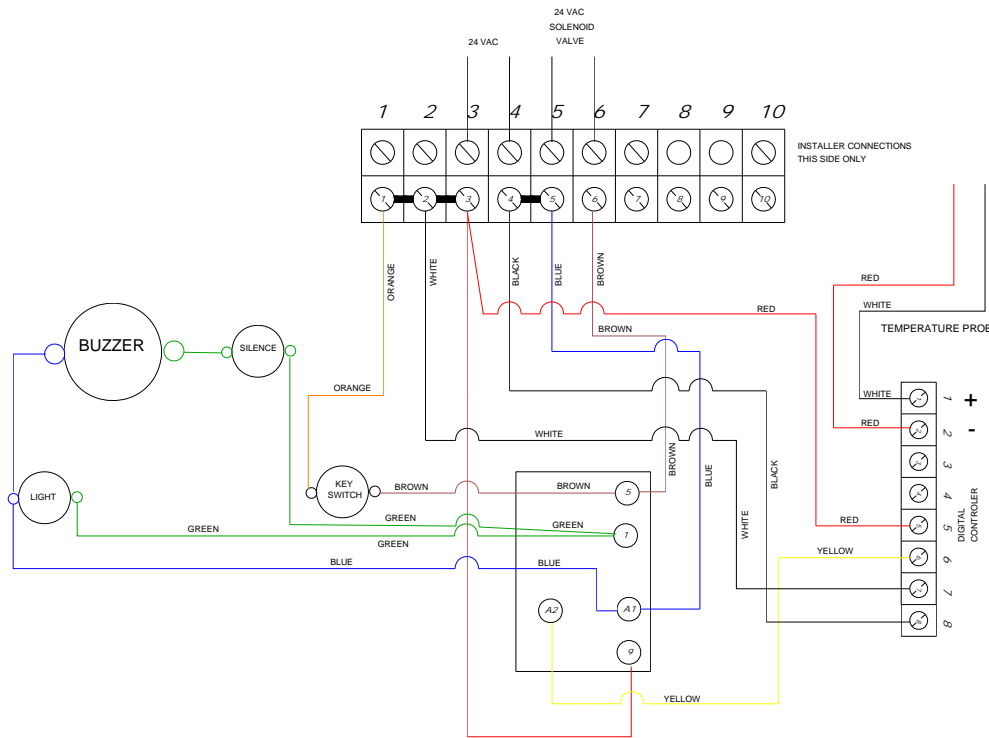 24 VAC
SOLENOID
VALVE
24 VAC
1 2 3 4 5 6 7 8 9 10
INSTALLER CONNECTIONS
THIS SIDE ONLY
1 2 3 4 5 6 7 8 9 10
ORANGE
WHITE
BLACK
BLUE
BROWN
RED
WHITE
RED
BROWN
TEMPERATURE PROB
BUZZER
SILENCE
ORANGE
WHITE
1 +
RED
2 -
WHITE
3
BROWN
BLUE
BLACK
KEY
SWITCH
BROWN
BROWN
5
LIGHT
4
GREEN
GREEN
GREEN
1
GREEN
WHITE
RED
5
DIGITAL
CONTROLER
YELLOW
6
BLUE
BLUE
7
A2
A1
8
9
YELLOW